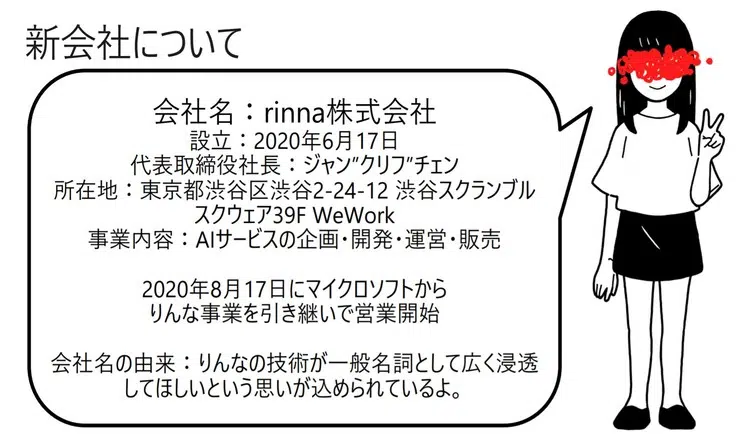 新会社について
会社名：rinna株式会社
設立：2020年6月17日
代表取締役社長：ジャン"クリフ"チェン
所在地：東京都渋谷区渋谷2-24-12 渋谷スクランブル
スクウェア39F WeWork
事業内容：AIサービスの企画・開発・運営・販売
2020年8月17日にマイクロソフトから
りんな事業を引き継いで営業開始
会社名の由来：りんなの技術が一般名詞として広く浸透
してほしいという思いが込められているよ。